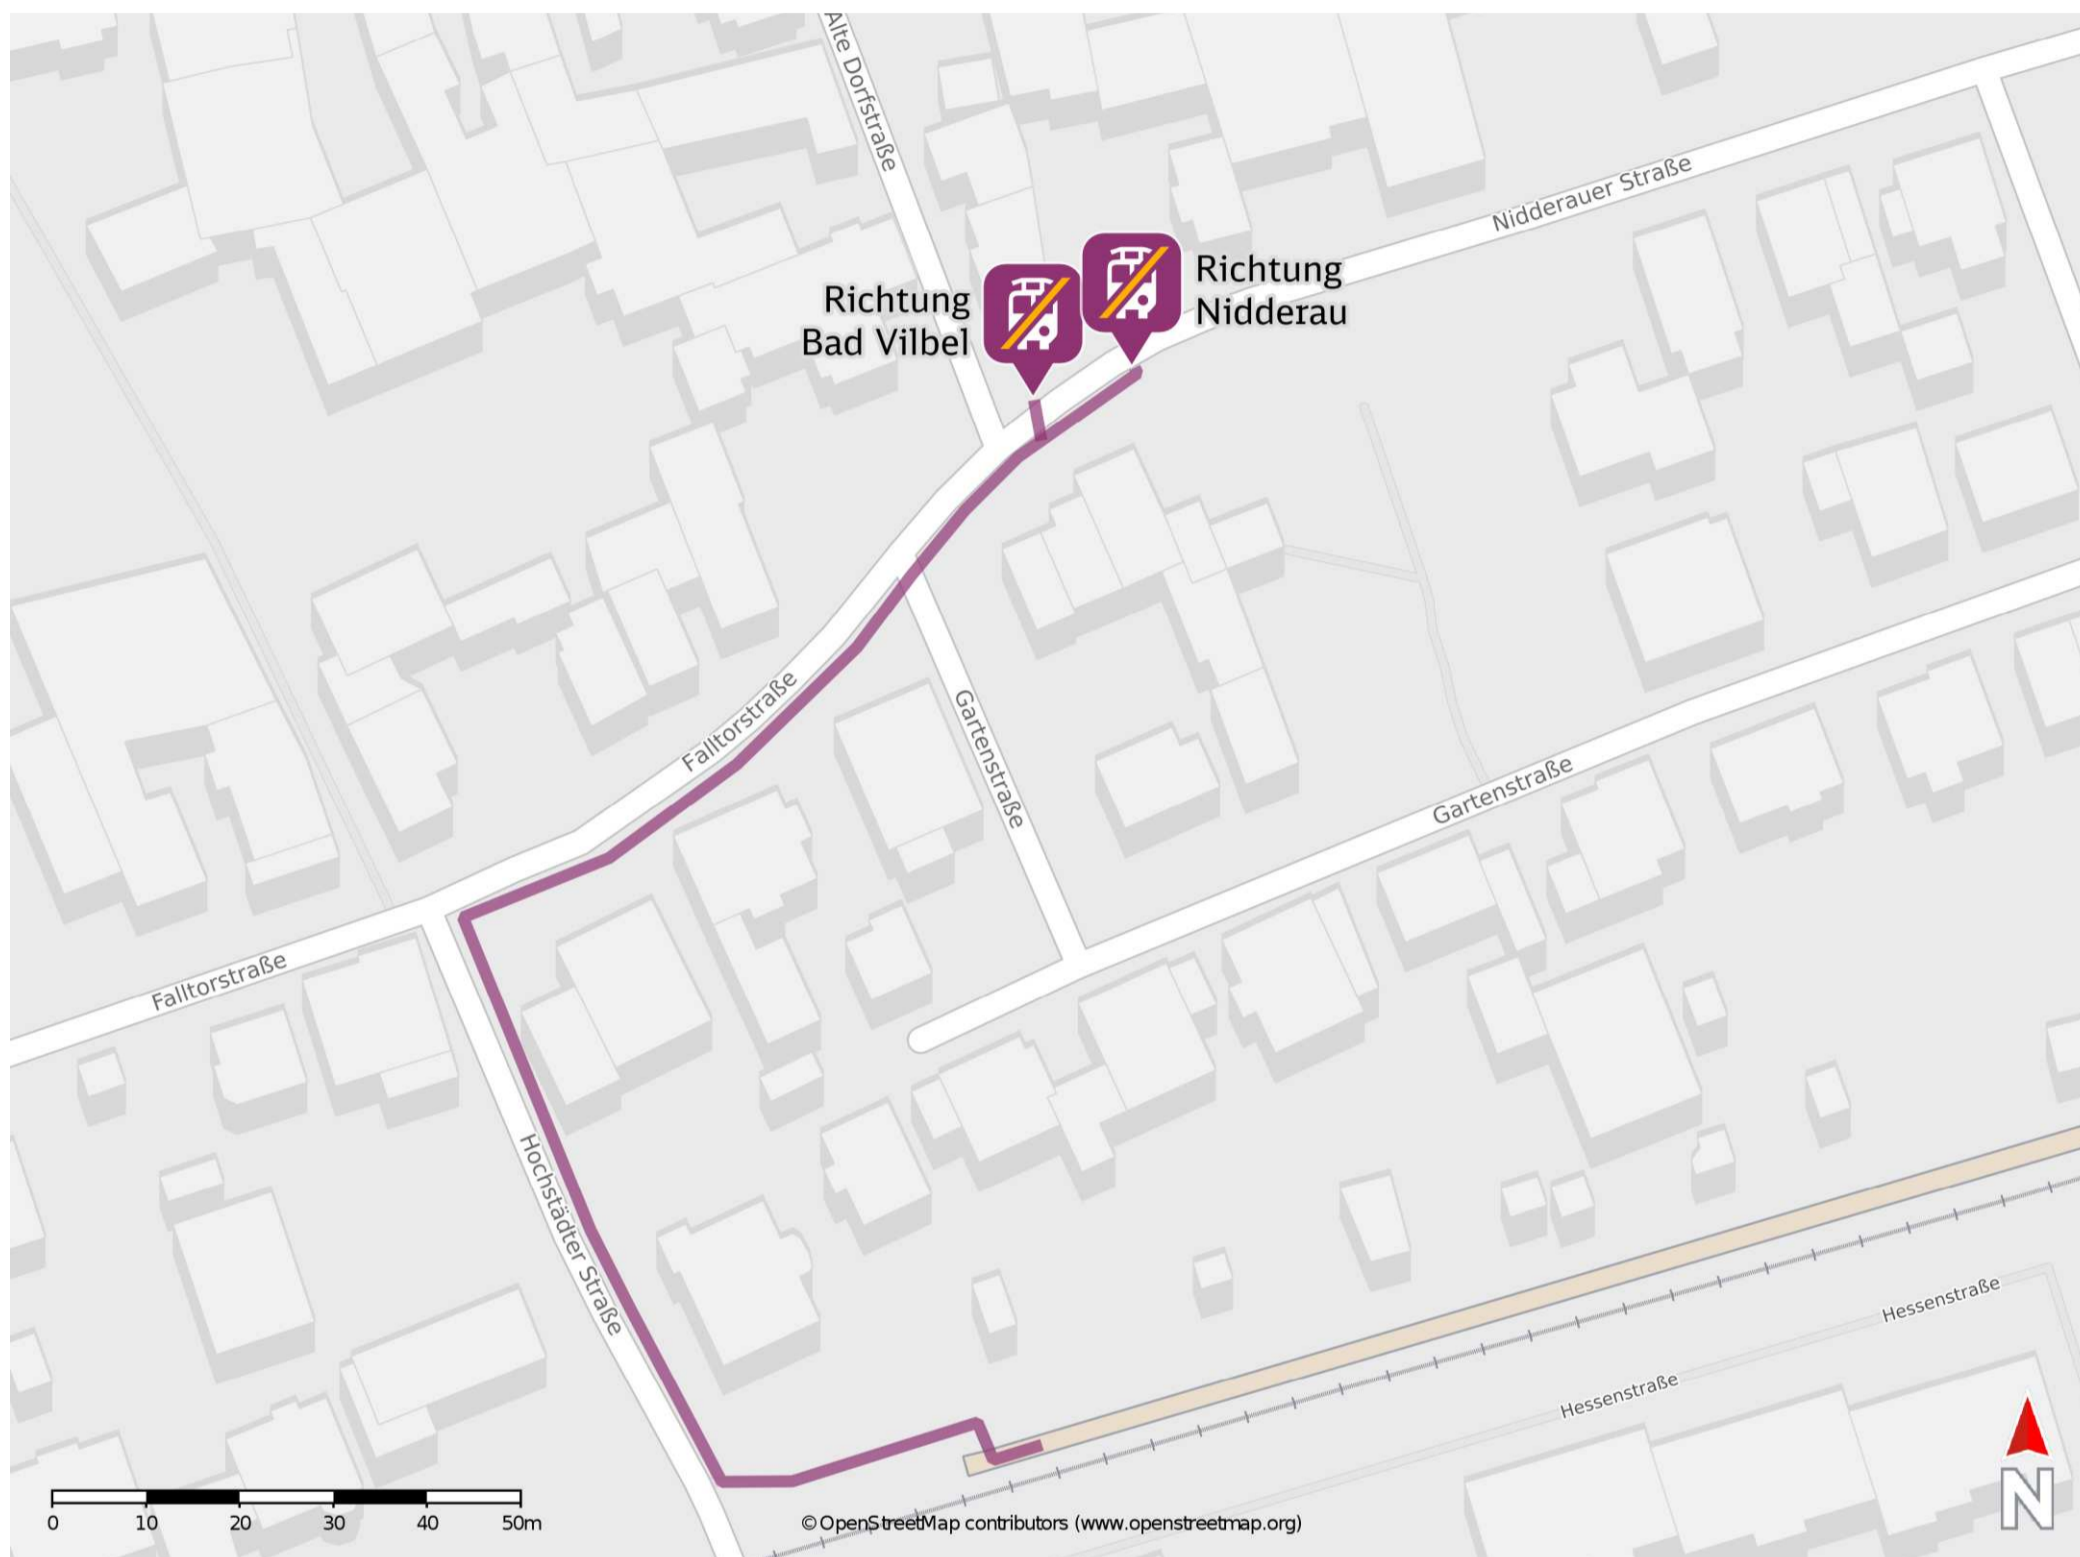 Alte Dorfstraße
Nidderauer Straße
Richtung
Nidderau
Richtung
Bad Vilbel
Falltorstraße
Gartenstraße
Gartenstraße
Falltorstraße
Hochstädter Straße
Hessenstraße
Hessenstraße
N
0 10 20 30 40 50m
© OpenStreetMap contributors (www.openstreetmap.org)